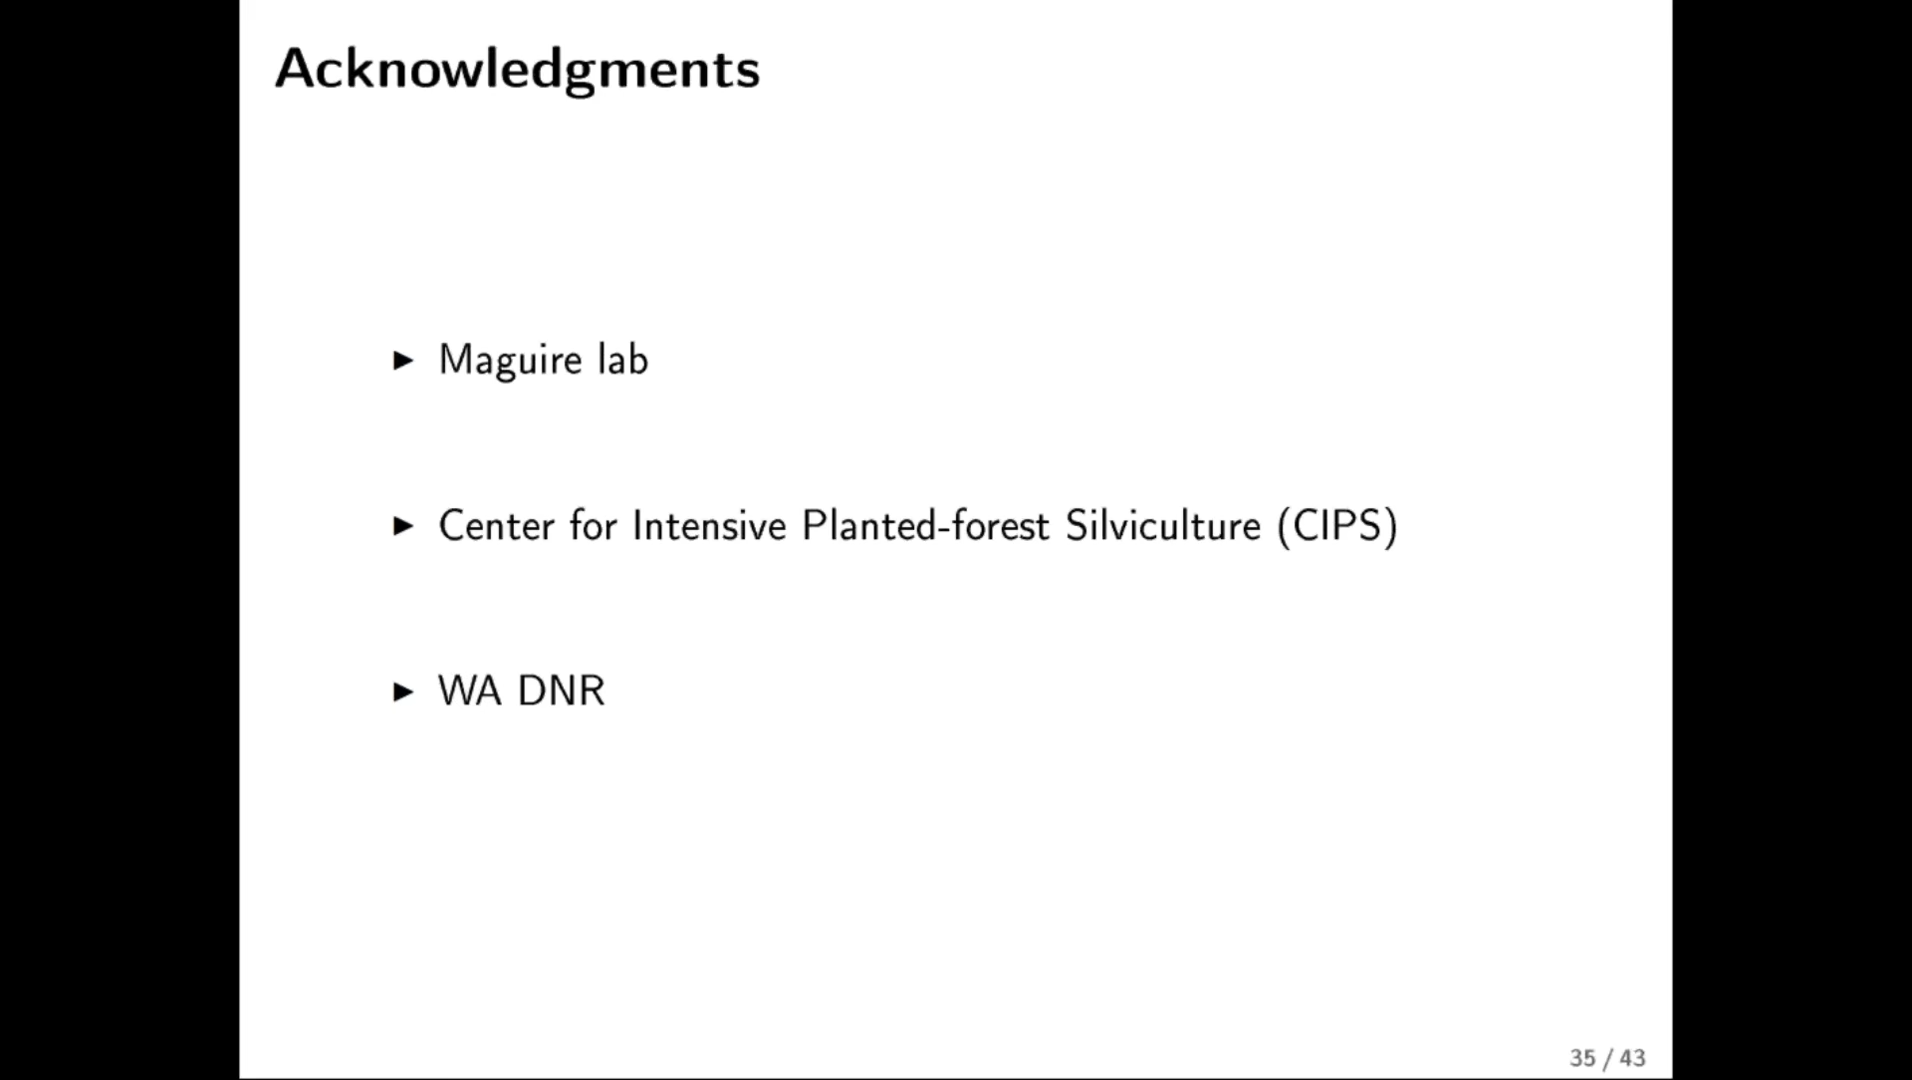 Acknowledgments
▶ Maguire lab
▶ Center for Intensive Planted-forest Silviculture (CIPS)
▶ WA DNR
35 / 43